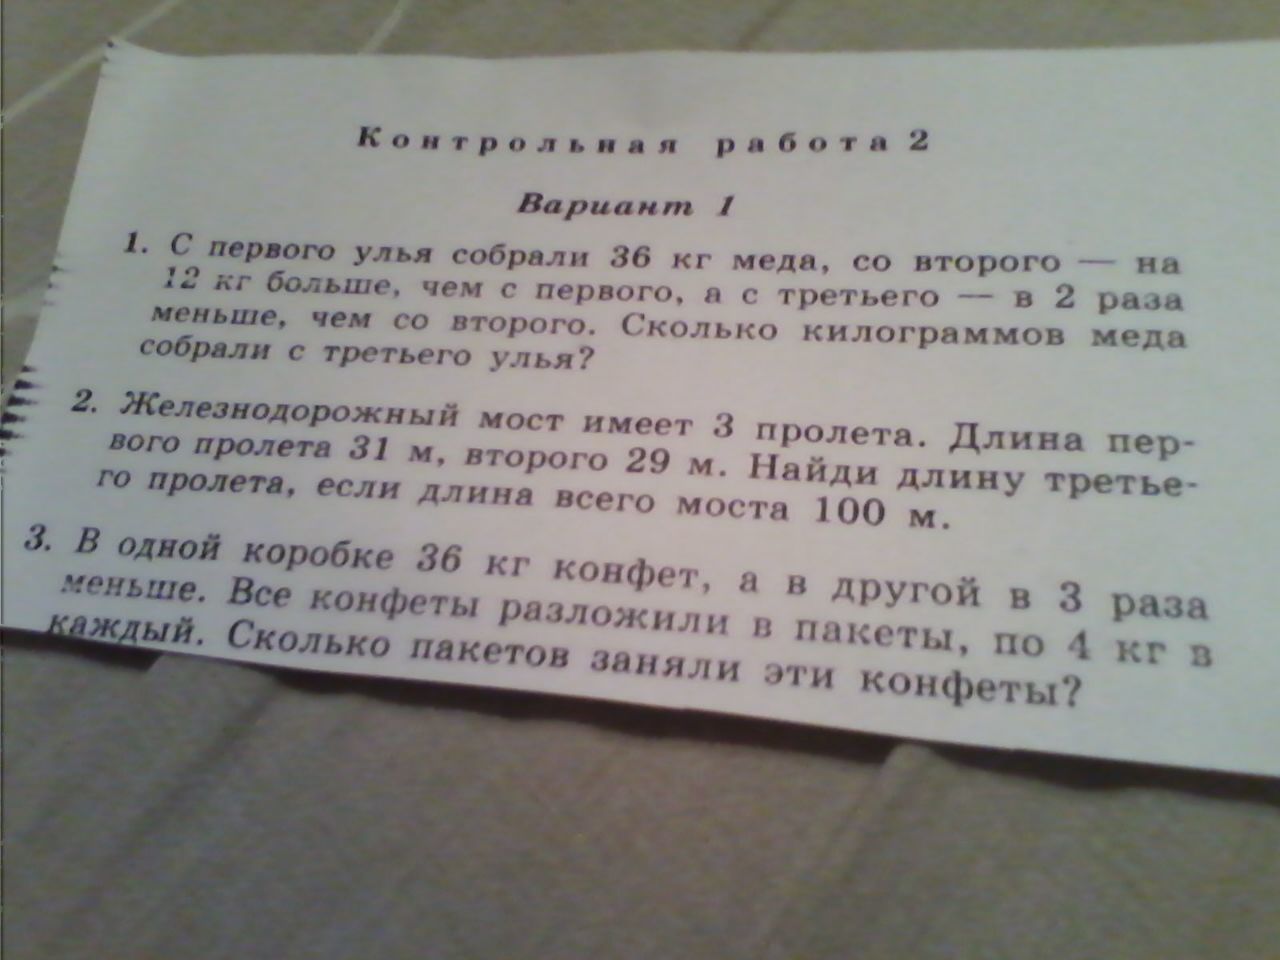 Контрольная работа 2
Вариант 1
1. С первого улья собрали 36 кг меда, со второго — на
12 кг больше, чем с первого, а с третьего — в 2 раза
меньше, чем со второго. Сколько килограммов меда
собрали с третьего улья?
2. Железнодорожный мост имеет 3 пролета. Длина пер-
вого пролета 31 м, второго 29 м. Найди длину третье-
го пролета, если длина всего моста 100 м.
3. В одной коробке 36 кг конфет, а в другой в 3 раза
меньше. Все конфеты разложили в пакеты, по 4 кг в
каждый. Сколько пакетов заняли эти конфеты?